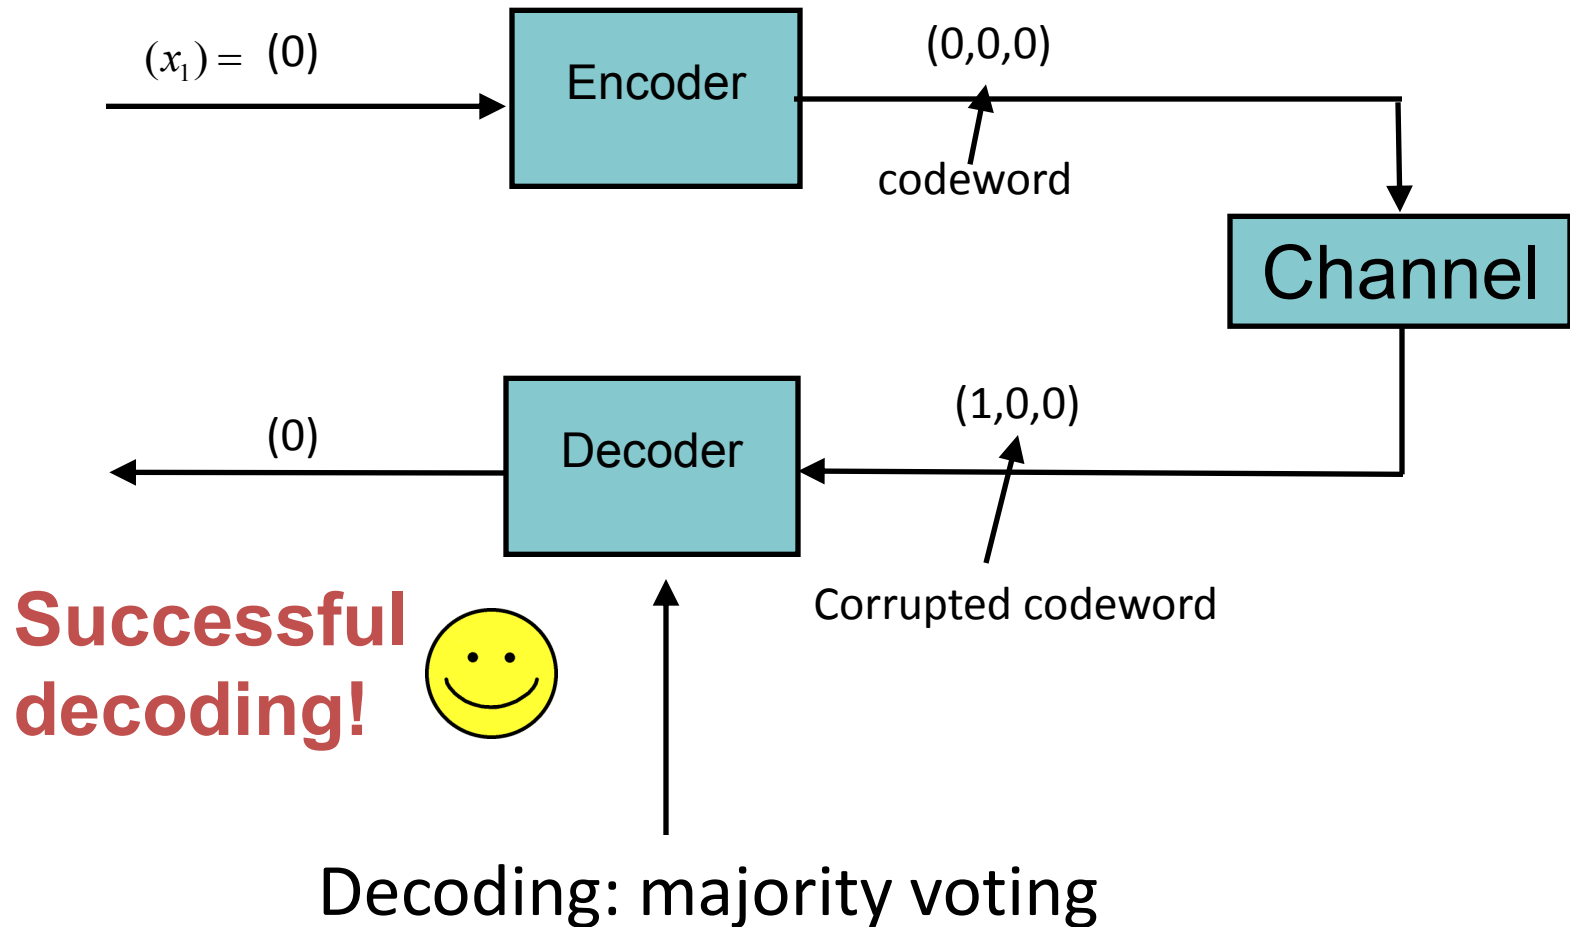 (x₁) = (0)
Encoder
(0,0,0)
codeword
Channel
(1,0,0)
Decoder
(0)
Corrupted codeword
Successful
decoding!
Decoding: majority voting